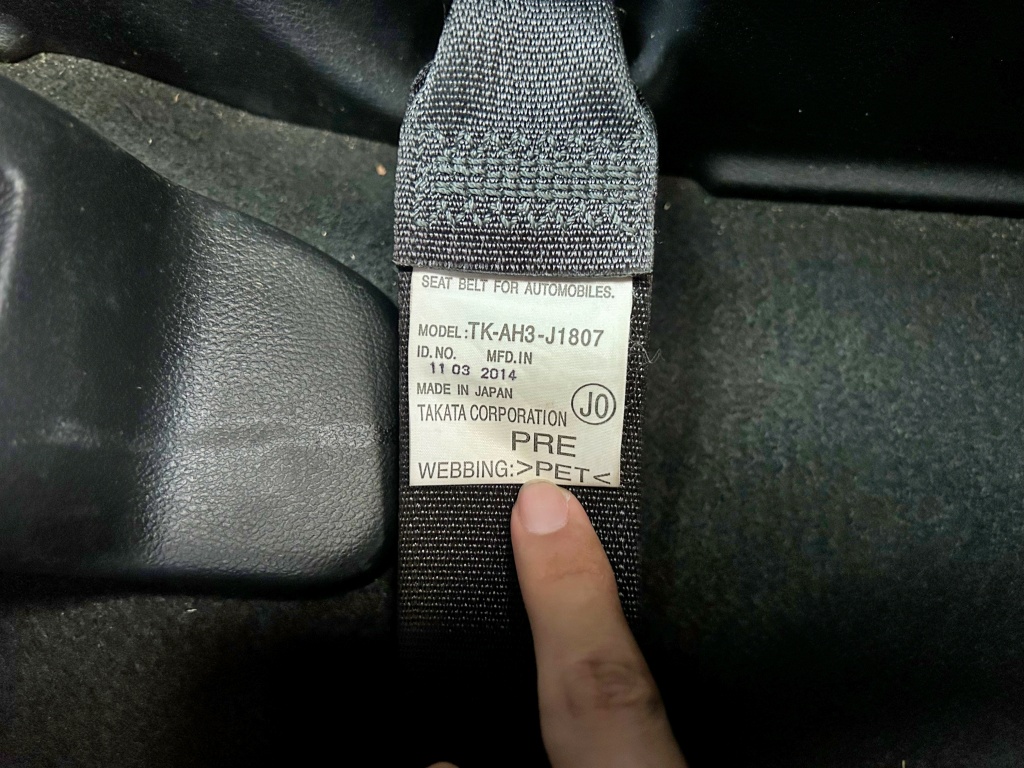 SEAT BELT FOR AUTOMOBILES.
MODEL:TK-AH3-J1807
ID.NO. MFD.IN
11 03 2014
MADE IN JAPAN
TAKATA CORPORATION JO
PRE
WEBBING:>PET<